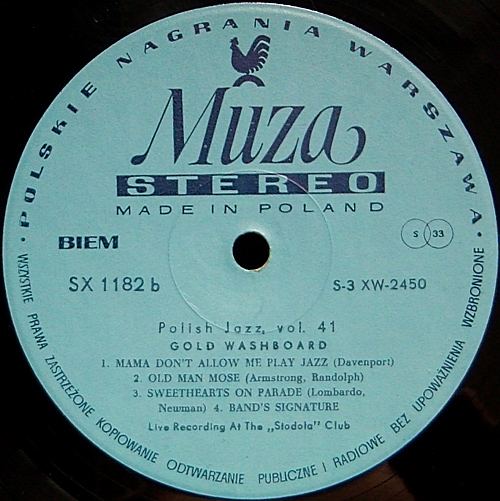 • POLSKIE NAGRANIA WARSZAWA •
Muza
STEREO
MADE IN POLAND
BIEM
S 33
SX 1182 b
S-3 XW-2450
Polish Jazz, vol. 41
GOLD WASHBOARD
1. MAMA DON'T ALLOW ME PLAY JAZZ (Davenport)
2. OLD MAN MOSE (Armstrong, Randolph)
3. SWEETHEARTS ON PARADE (Lombardo,
Newman) 4. BAND'S SIGNATURE
Live Recording At The „Stodoła" Club
WSZYSTKIE PRAWA ZASTRZEŻONE KOPIOWANIE ODTWARZANIE PUBLICZNE I RADIOWE BEZ UPOWAŻNIENIA WZBRONIONE